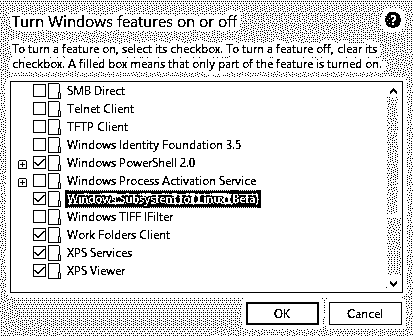 Turn Windows features on or off
To turn a feature on, select its checkbox. To turn a feature off, clear its
checkbox. A filled box means that only part of the feature is turned on.
SMB Direct
Telnet Client
TFTP Client
Windows Identity Foundation 3.5
Windows PowerShell 2.0
Windows Process Activation Service
Windows Subsystem for Linux (Beta)
Windows TIFF IFilter
Work Folders Client
XPS Services
XPS Viewer
OK
Cancel